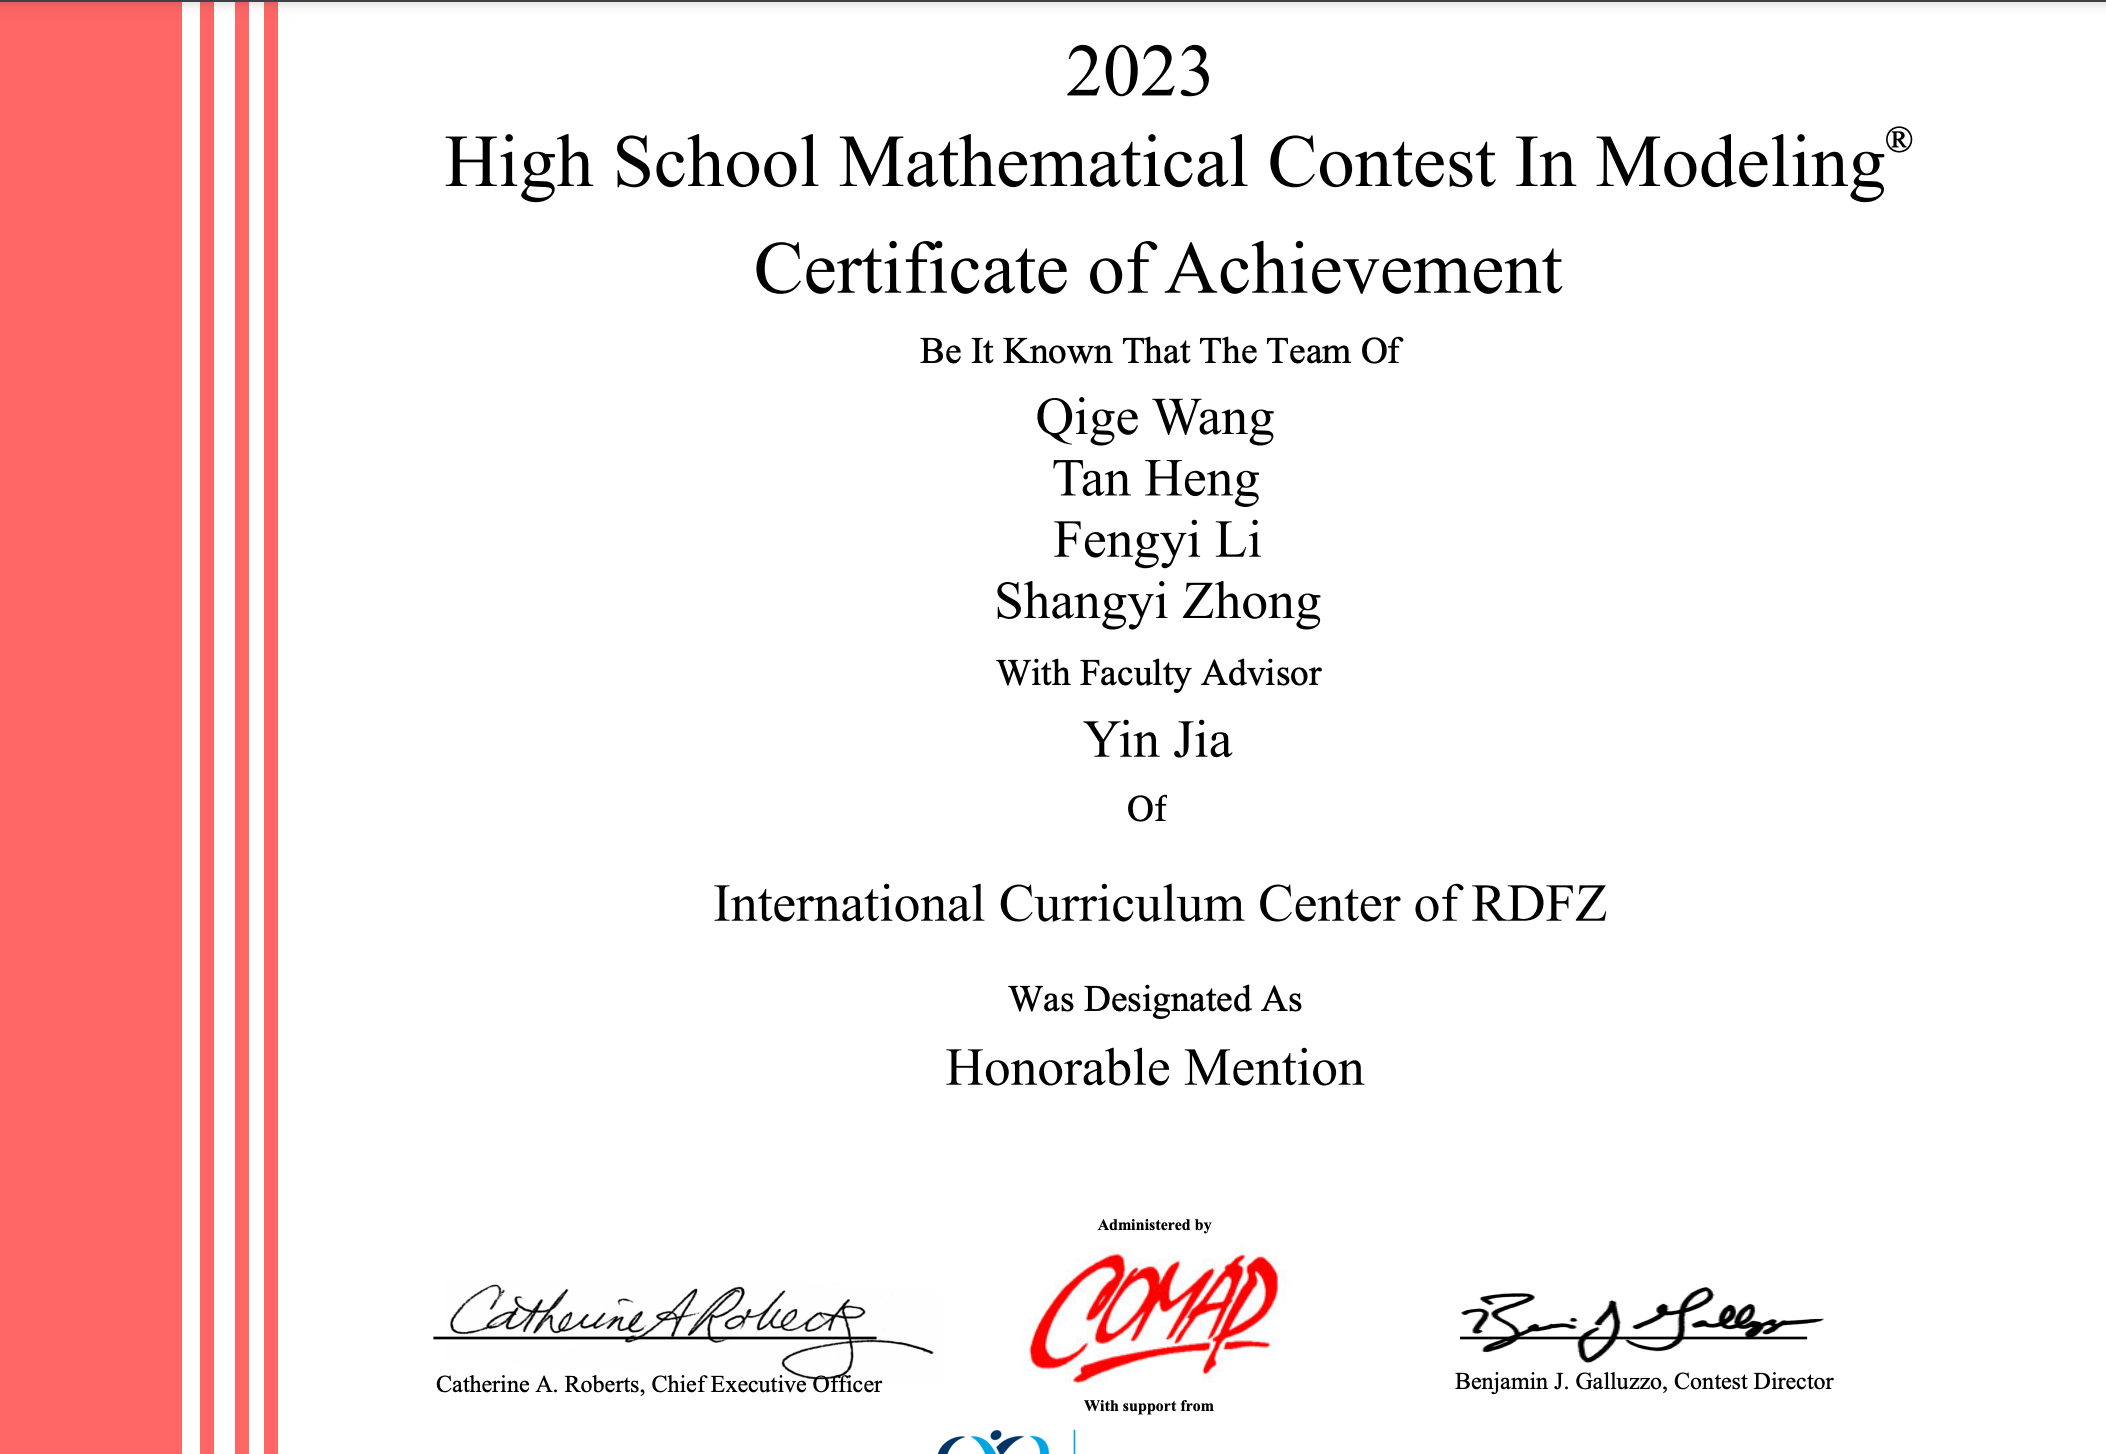 2023
High School Mathematical Contest In Modeling®
Certificate of Achievement
Be It Known That The Team Of
Qige Wang
Tan Heng
Fengyi Li
Shangyi Zhong
With Faculty Advisor
Yin Jia
Of
International Curriculum Center of RDFZ
Was Designated As
Honorable Mention
Administered by
Catherine A Roberts
COMAP
Ben J Galluzzo
Catherine A. Roberts, Chief Executive Officer
Benjamin J. Galluzzo, Contest Director
With support from